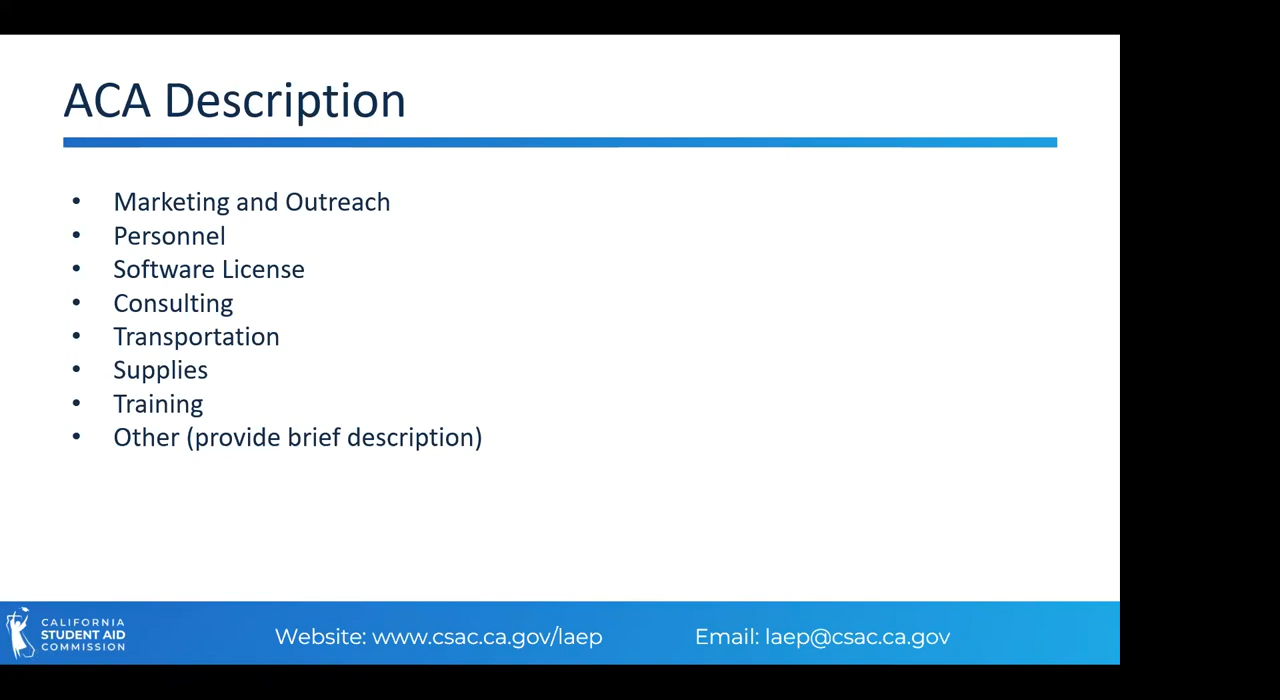 ACA Description
• Marketing and Outreach
• Personnel
• Software License
• Consulting
• Transportation
• Supplies
• Training
• Other (provide brief description)
CALIFORNIA
STUDENT AID
COMMISSION
Website: www.csac.ca.gov/laep
Email: laep@csac.ca.gov